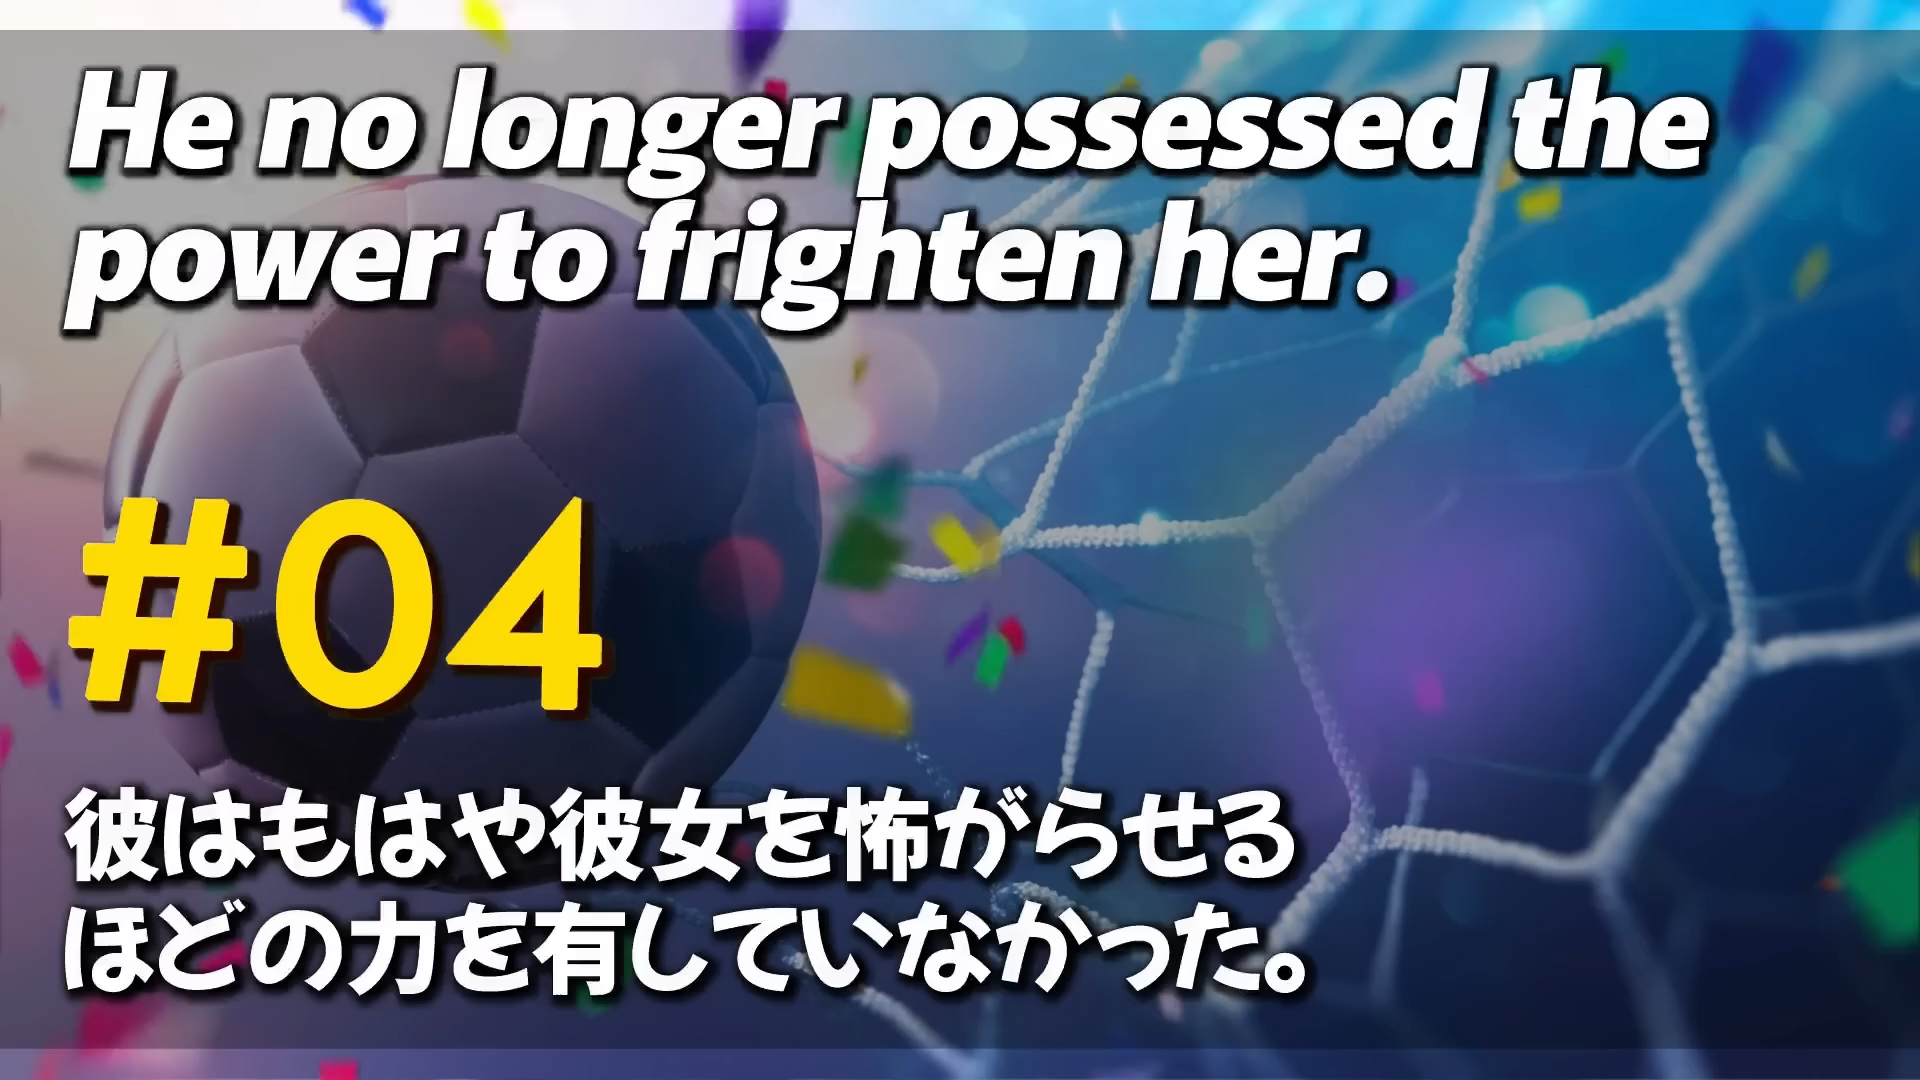 He no longer possessed the
power to frighten her.
#04
彼はもはや彼女を怖がらせる
ほどの力を有していなかった。